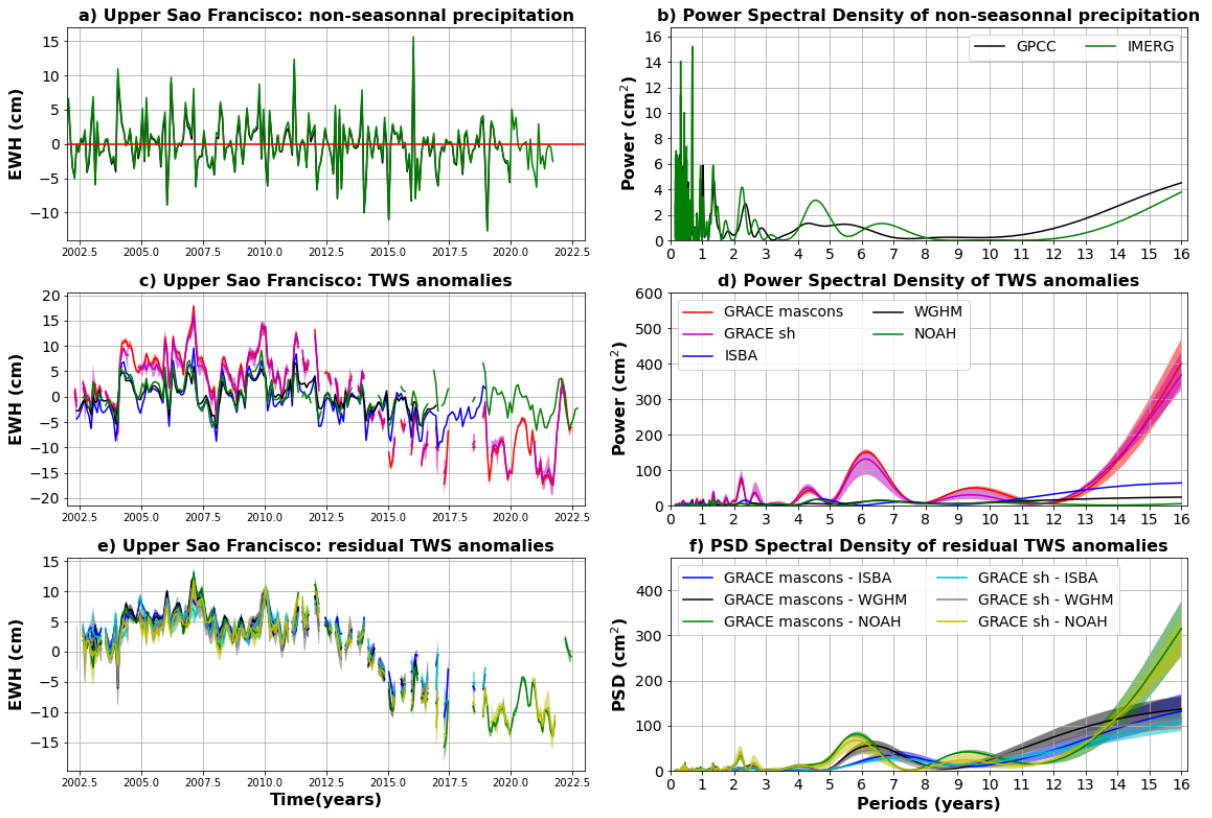 a) Upper Sao Francisco: non-seasonnal precipitation
EWH (cm)
15
10
5
0
−5
−10
2002.5 2005.0 2007.5 2010.0 2012.5 2015.0 2017.5 2020.0 2022.5
b) Power Spectral Density of non-seasonnal precipitation
Power (cm²)
16
14
12
10
8
6
4
2
0
GPCC IMERG
0 1 2 3 4 5 6 7 8 9 10 11 12 13 14 15 16
c) Upper Sao Francisco: TWS anomalies
EWH (cm)
20
15
10
5
0
−5
−10
−15
−20
2002.5 2005.0 2007.5 2010.0 2012.5 2015.0 2017.5 2020.0 2022.5
d) Power Spectral Density of TWS anomalies
Power (cm²)
600
500
400
300
200
100
0
GRACE mascons WGHM
GRACE sh NOAH
ISBA
0 1 2 3 4 5 6 7 8 9 10 11 12 13 14 15 16
e) Upper Sao Francisco: residual TWS anomalies
EWH (cm)
15
10
5
0
−5
−10
−15
2002.5 2005.0 2007.5 2010.0 2012.5 2015.0 2017.5 2020.0 2022.5
Time(years)
f) PSD Spectral Density of residual TWS anomalies
PSD (cm²)
400
300
200
100
0
GRACE mascons - ISBA GRACE sh - ISBA
GRACE mascons - WGHM GRACE sh - WGHM
GRACE mascons - NOAH GRACE sh - NOAH
0 1 2 3 4 5 6 7 8 9 10 11 12 13 14 15 16
Periods (years)